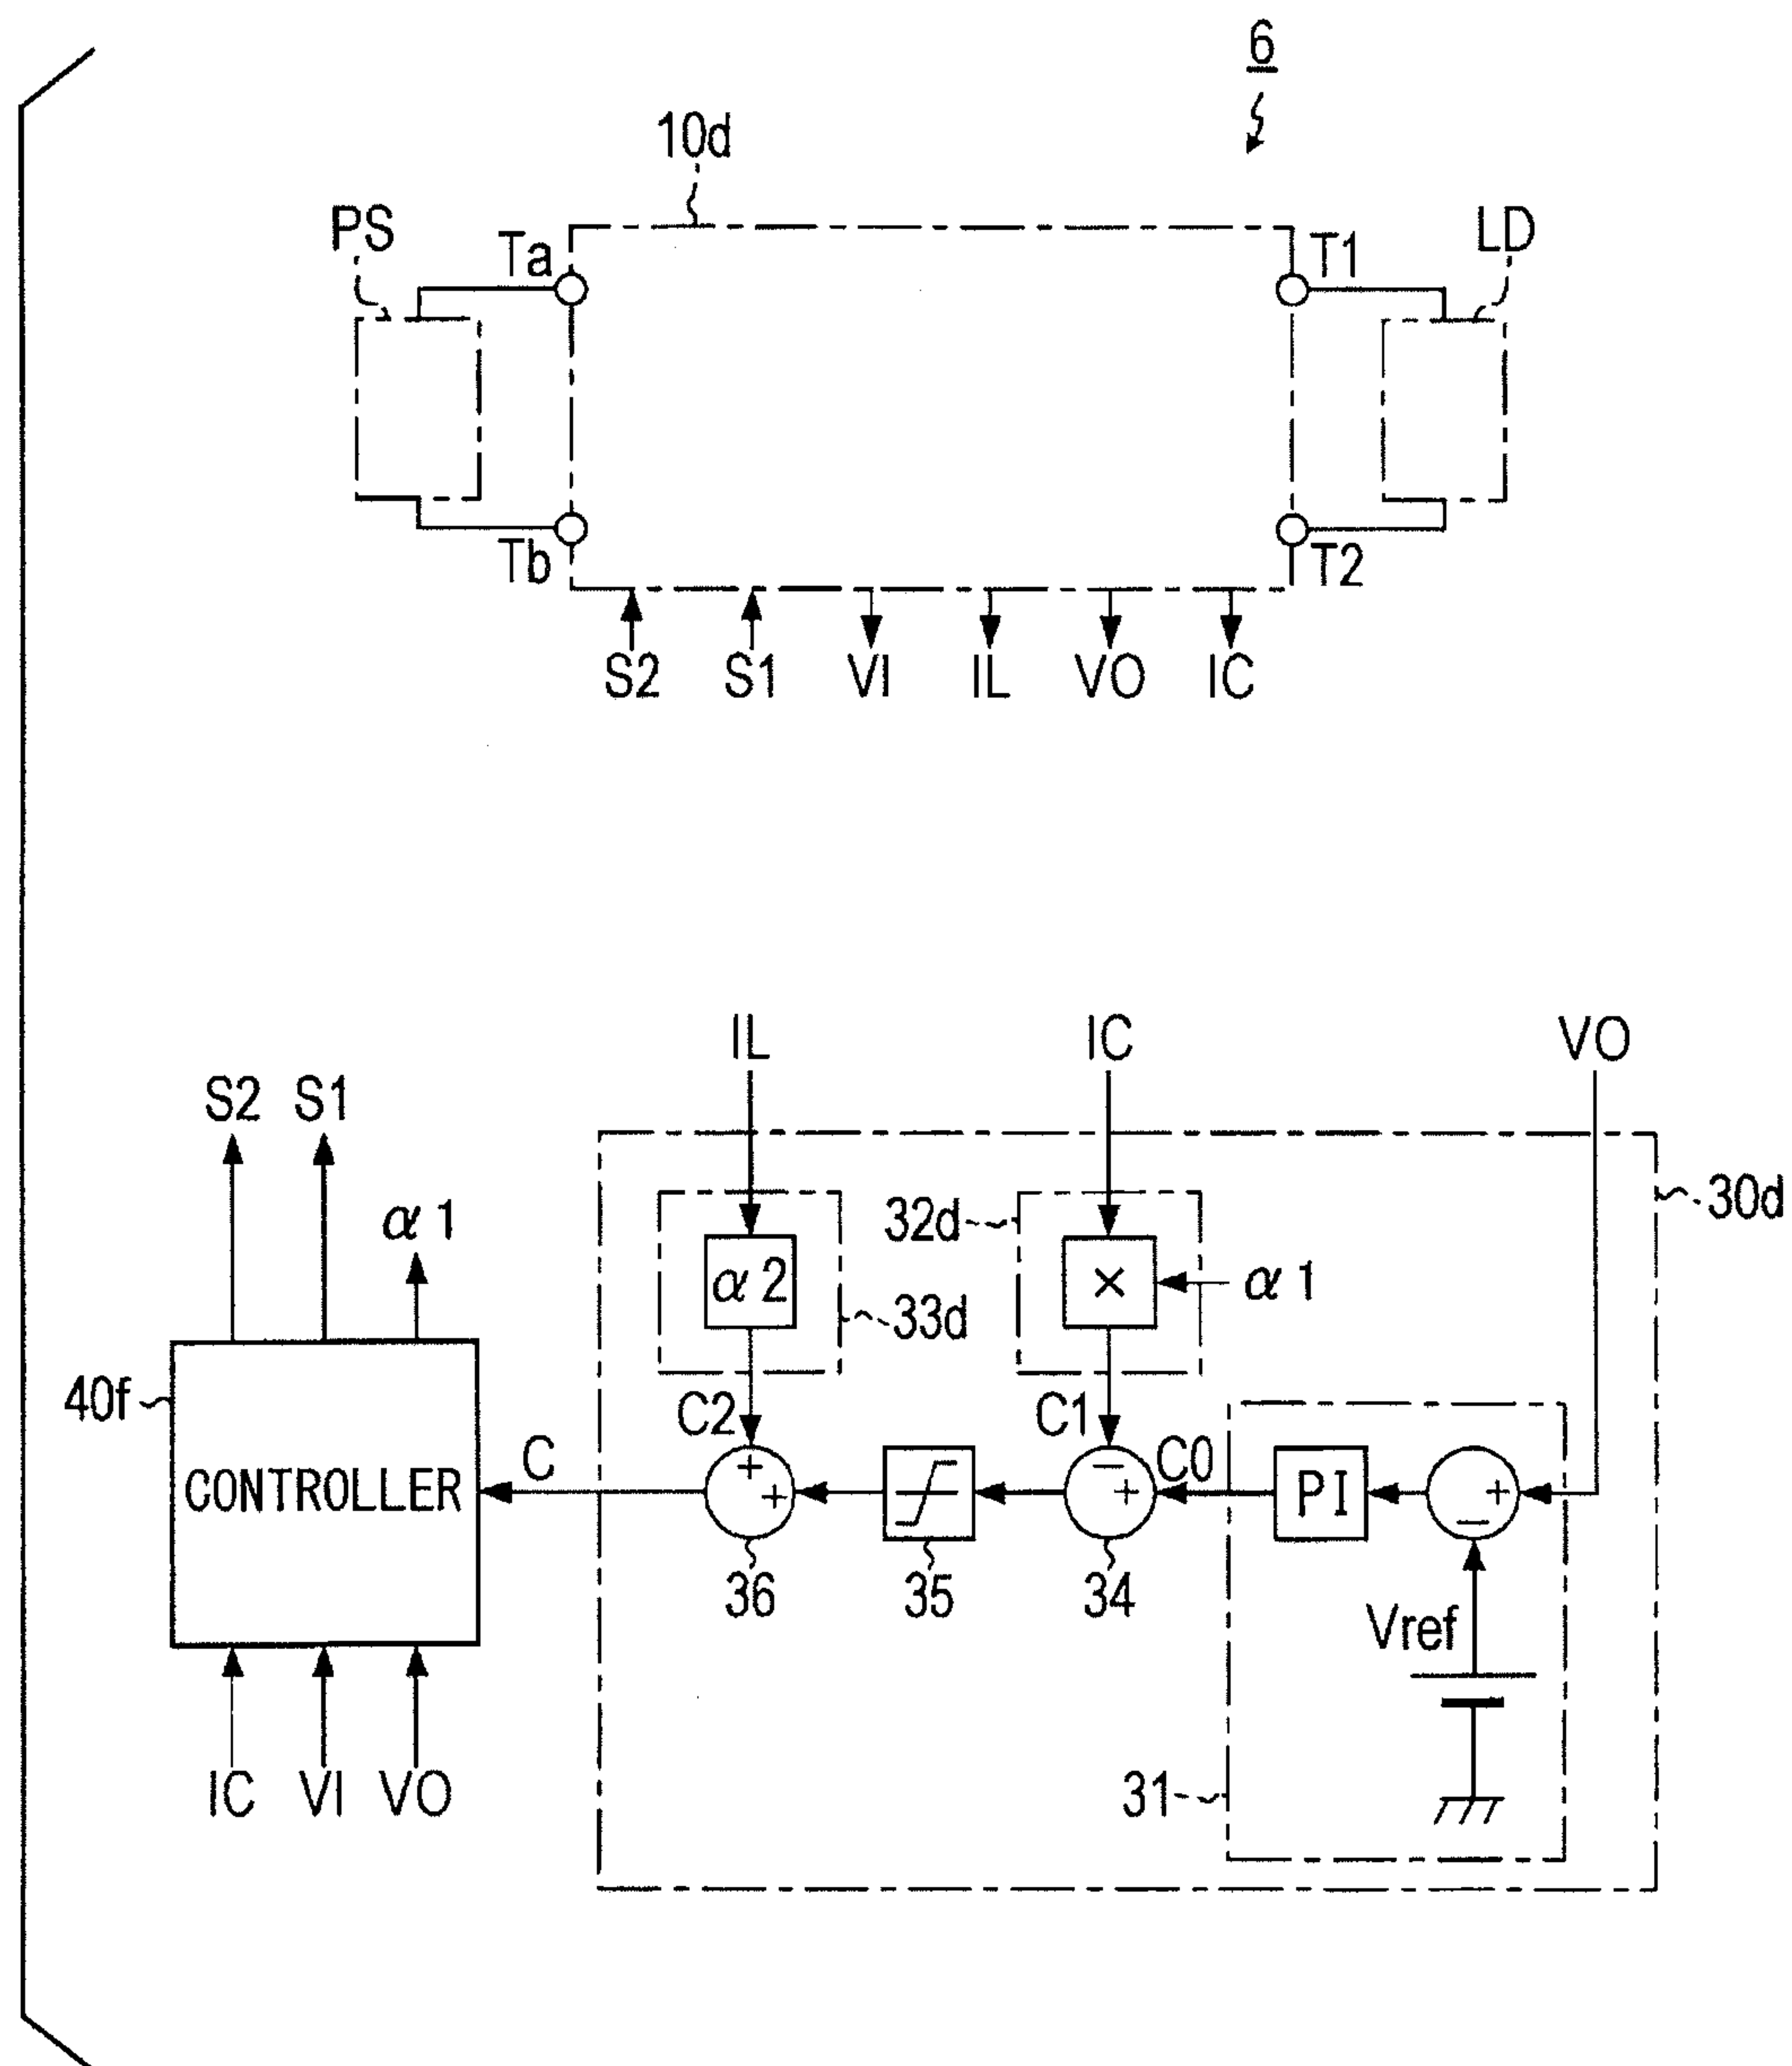 6
10d
PS
Ta
T1
LD
Tb
T2
S2 S1 VI IL VO IC
IL IC VO
S2 S1
α1
32d
30d
α2
×
α1
33d
40f
C2
C1
C0
C
CONTROLLER
PI
+
+
−
+
+
−
36
35
34
Vref
IC VI VO
31